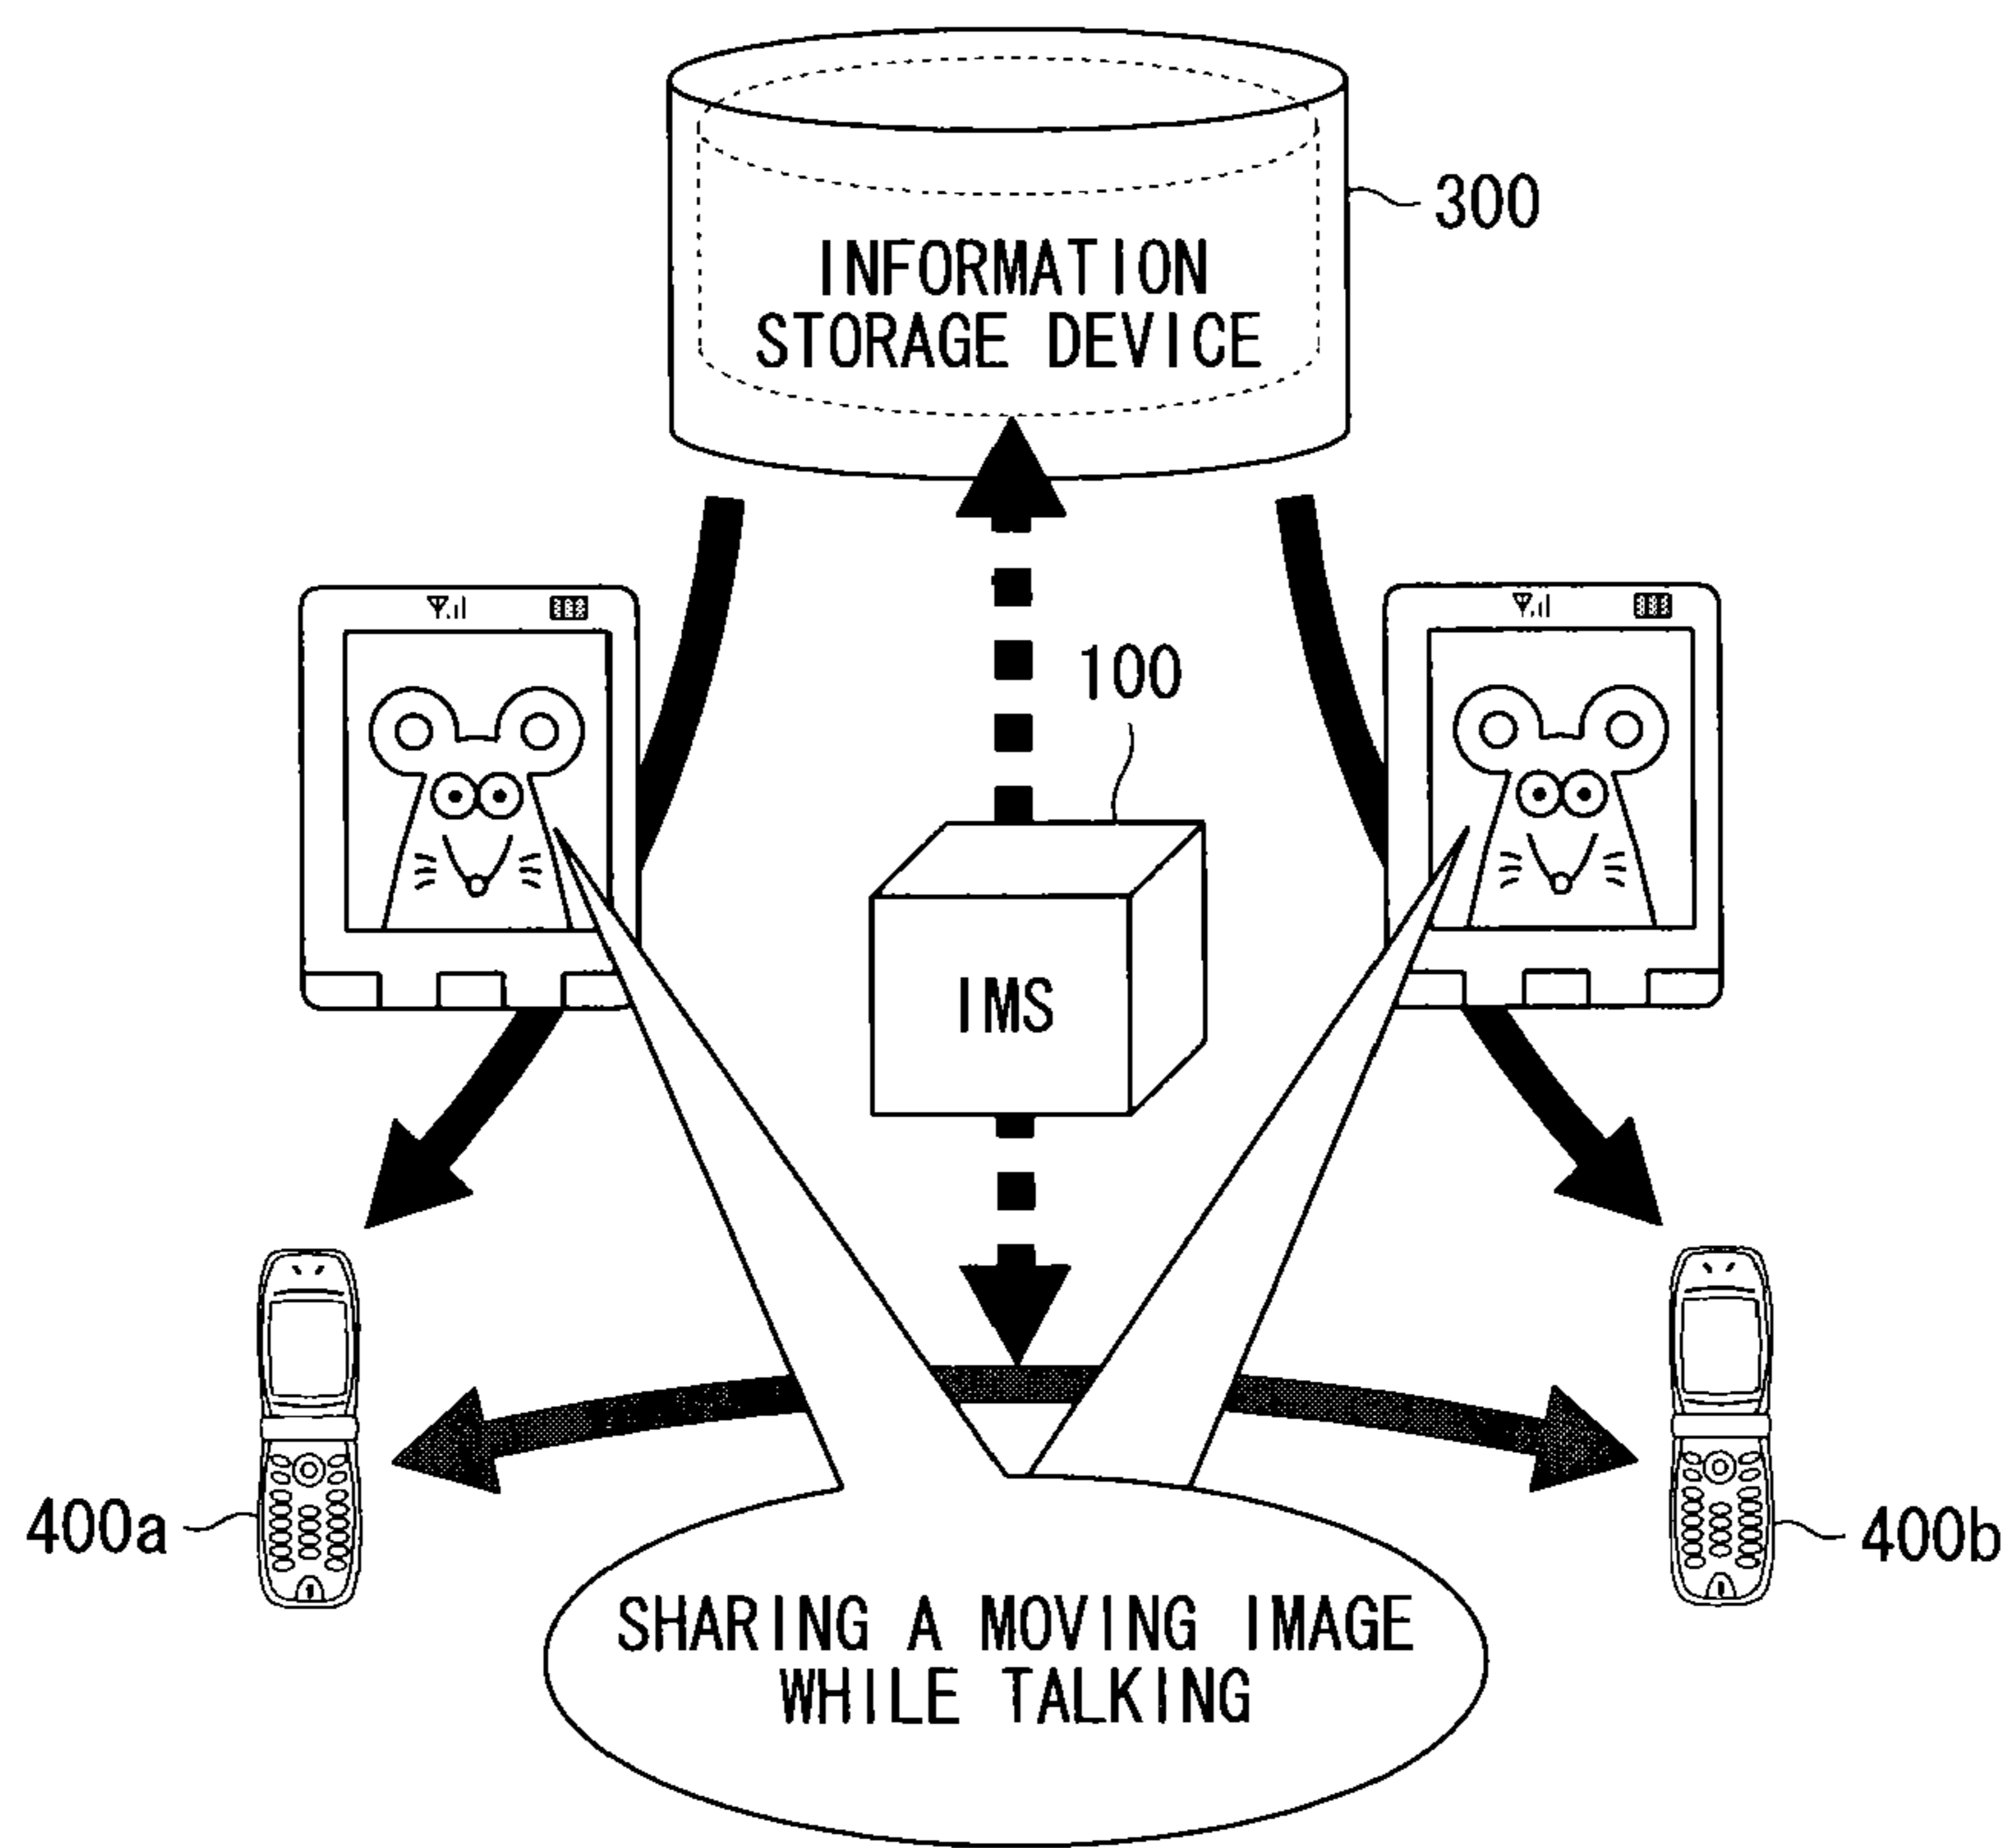 300
INFORMATION
STORAGE DEVICE
100
IMS
400a
400b
SHARING A MOVING IMAGE
WHILE TALKING